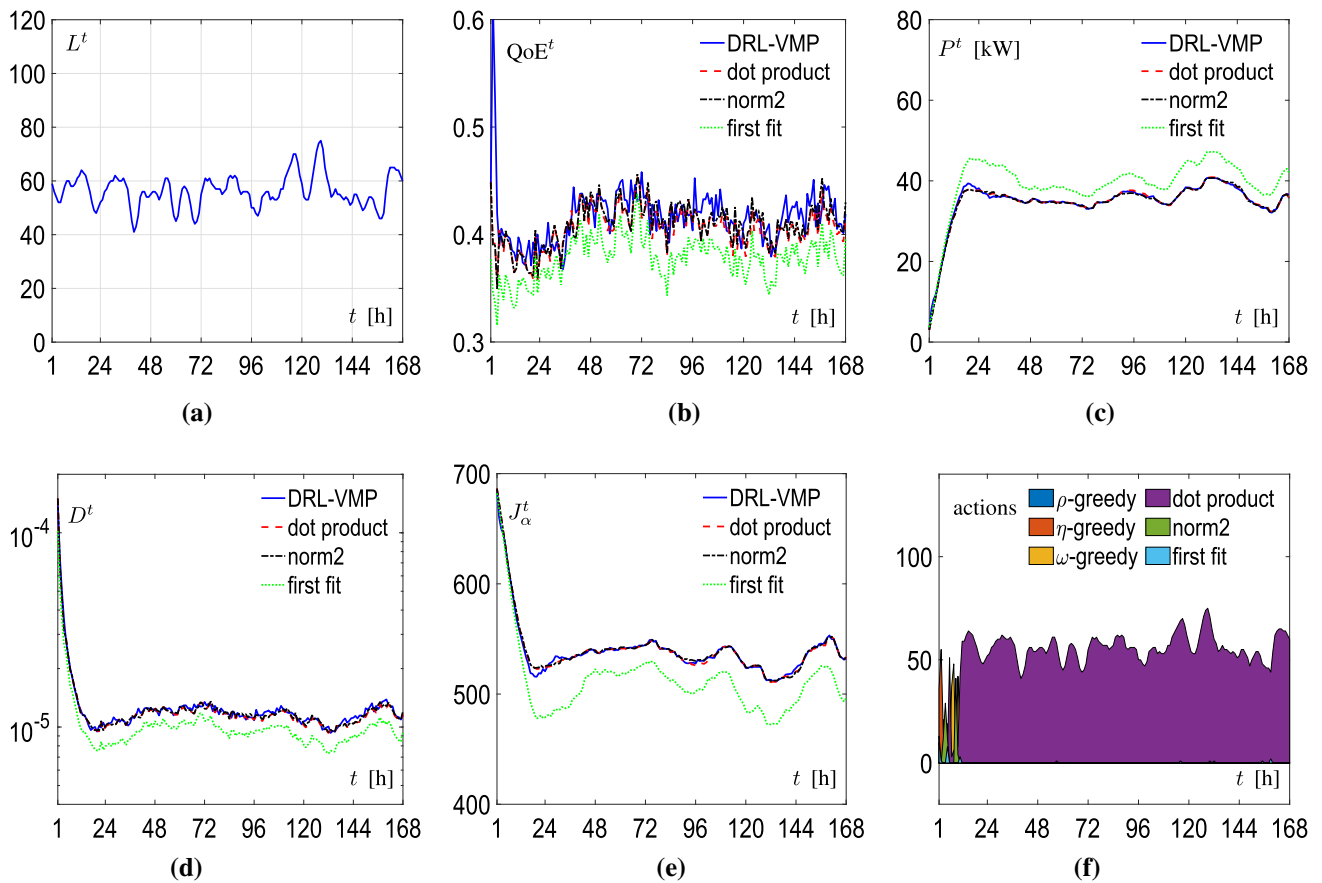 120
100
80
60
40
20
0
L^t
t [h]
1 24 48 72 96 120 144 168
(a)
0.6
0.5
0.4
0.3
QoE^t
DRL-VMP
dot product
norm2
first fit
t [h]
1 24 48 72 96 120 144 168
(b)
80
60
40
20
0
P^t [kW]
DRL-VMP
dot product
norm2
first fit
t [h]
1 24 48 72 96 120 144 168
(c)
10^-4
10^-5
D^t
DRL-VMP
dot product
norm2
first fit
t [h]
1 24 48 72 96 120 144 168
(d)
700
600
500
400
J_α^t
DRL-VMP
dot product
norm2
first fit
t [h]
1 24 48 72 96 120 144 168
(e)
100
50
0
actions
ρ-greedy dot product
η-greedy norm2
ω-greedy first fit
t [h]
1 24 48 72 96 120 144 168
(f)